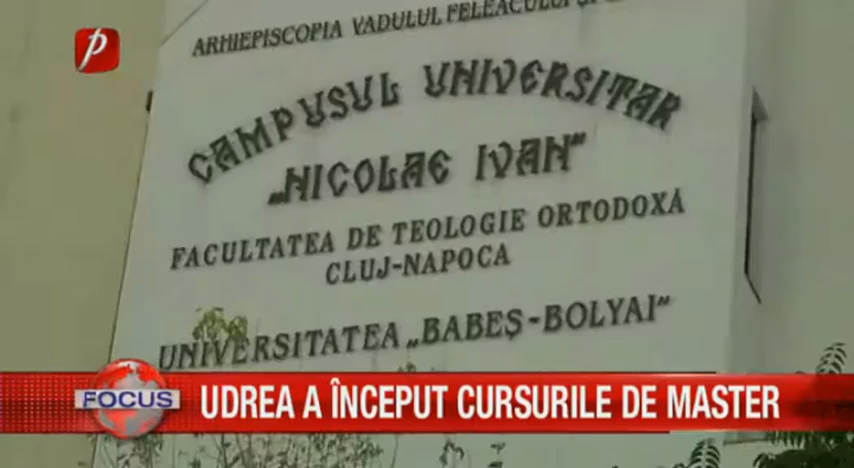 p
ARHIEPISCOPIA VADULUI, FELEACULUI ȘI
CAMPUSUL UNIVERSITAR
„NICOLAE IVAN”
FACULTATEA DE TEOLOGIE ORTODOXĂ
CLUJ-NAPOCA
UNIVERSITATEA „BABEȘ-BOLYAI”
FOCUS
UDREA A ÎNCEPUT CURSURILE DE MASTER